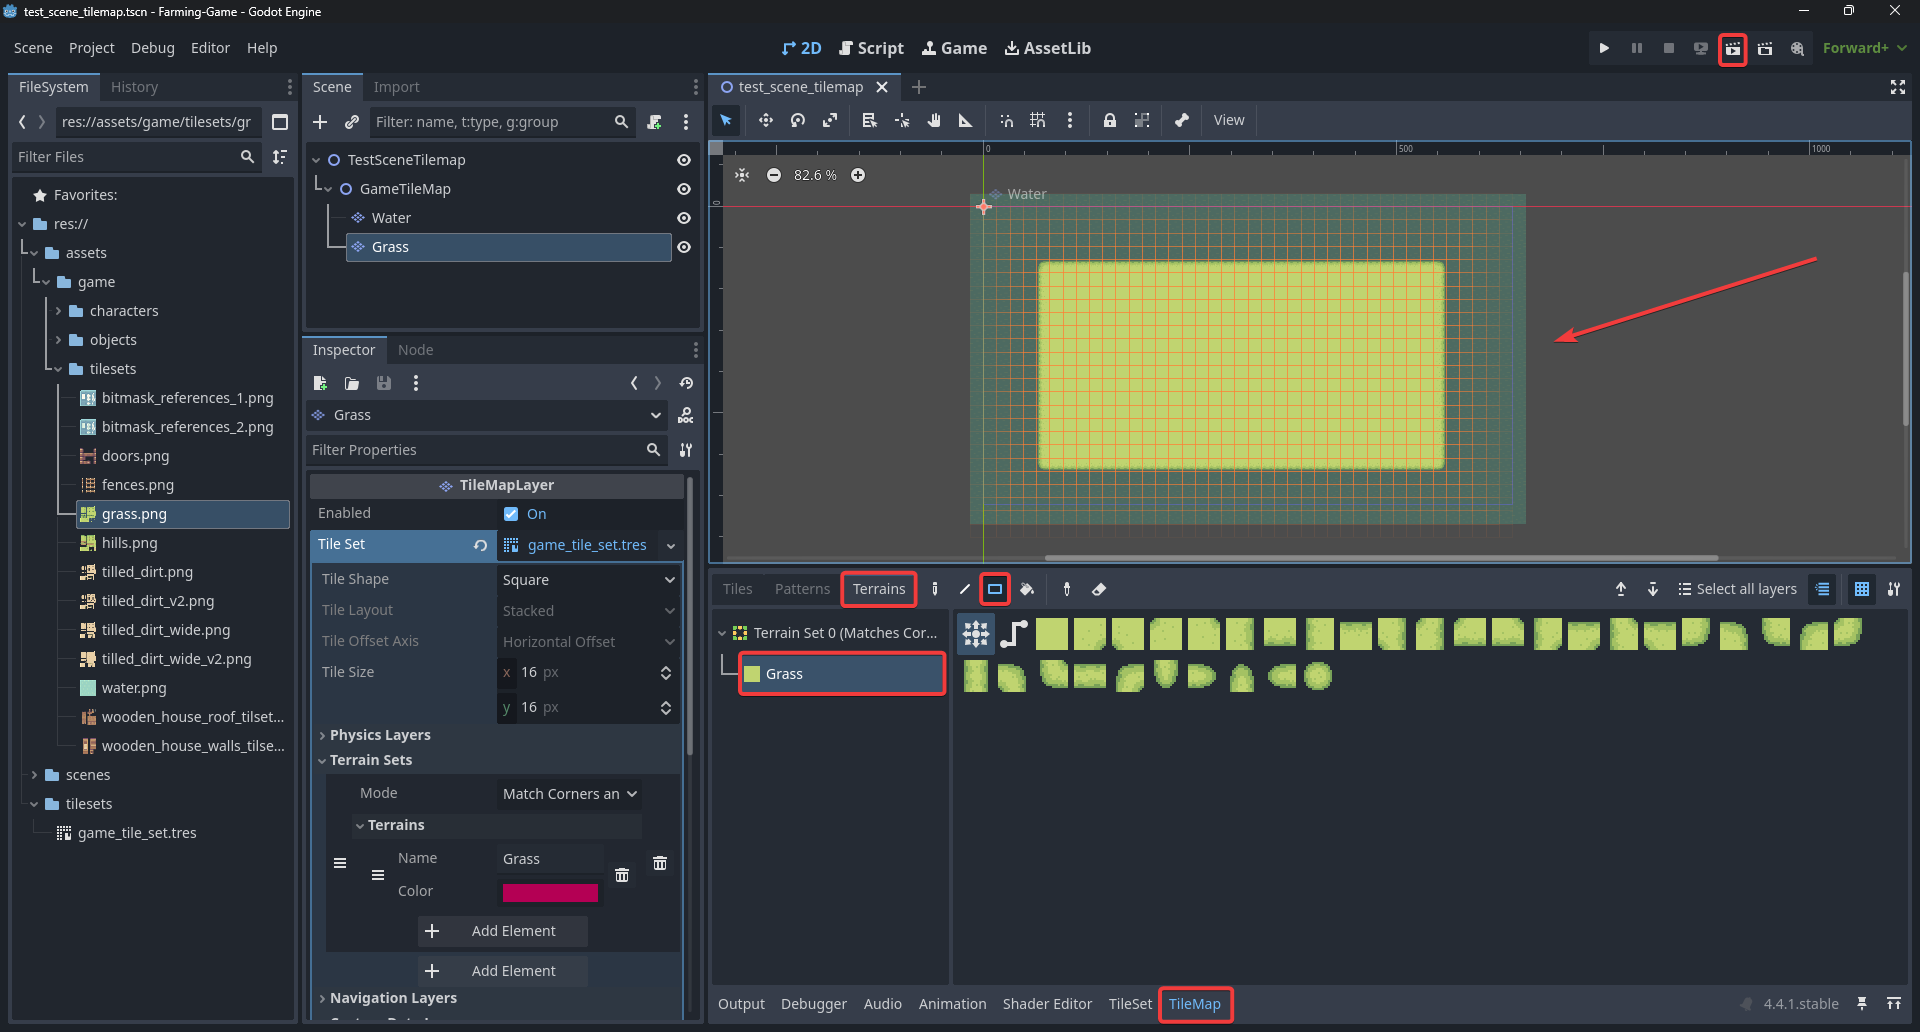 test_scene_tilemap.tscn - Farming-Game - Godot Engine
Scene Project Debug Editor Help
2D Script Game AssetLib
Forward+
FileSystem History
res://assets/game/tilesets/gr
Filter Files
Favorites:
res://
assets
game
characters
objects
tilesets
bitmask_references_1.png
bitmask_references_2.png
doors.png
fences.png
grass.png
hills.png
tilled_dirt.png
tilled_dirt_v2.png
tilled_dirt_wide.png
tilled_dirt_wide_v2.png
water.png
wooden_house_roof_tilset...
wooden_house_walls_tilse...
scenes
tilesets
game_tile_set.tres
Scene Import
Filter: name, t:type, g:group
TestSceneTilemap
GameTileMap
Water
Grass
Inspector Node
Grass
DOC
Filter Properties
TileMapLayer
Enabled On
Tile Set game_tile_set.tres
Tile Shape Square
Tile Layout Stacked
Tile Offset Axis Horizontal Offset
Tile Size x 16 px
y 16 px
Physics Layers
Terrain Sets
Mode Match Corners an
Terrains
Name Grass
Color
Add Element
Add Element
Navigation Layers
test_scene_tilemap
View
0 500 1000
0
82.6 %
Water
Tiles Patterns Terrains
Select all layers
Terrain Set 0 (Matches Cor...
Grass
Output Debugger Audio Animation Shader Editor TileSet TileMap
4.4.1.stable